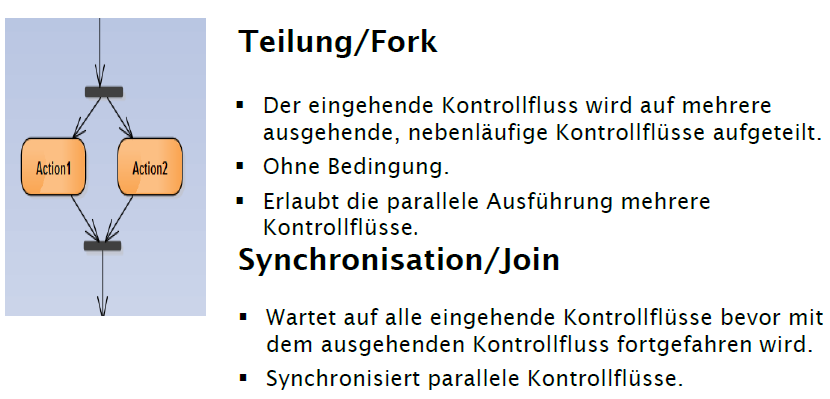 Teilung/Fork
▪ Der eingehende Kontrollfluss wird auf mehrere
ausgehende, nebenläufige Kontrollflüsse aufgeteilt.
▪ Ohne Bedingung.
▪ Erlaubt die parallele Ausführung mehrere
Kontrollflüsse.
Action1
Action2
Synchronisation/Join
▪ Wartet auf alle eingehende Kontrollflüsse bevor mit
dem ausgehenden Kontrollfluss fortgefahren wird.
▪ Synchronisiert parallele Kontrollflüsse.